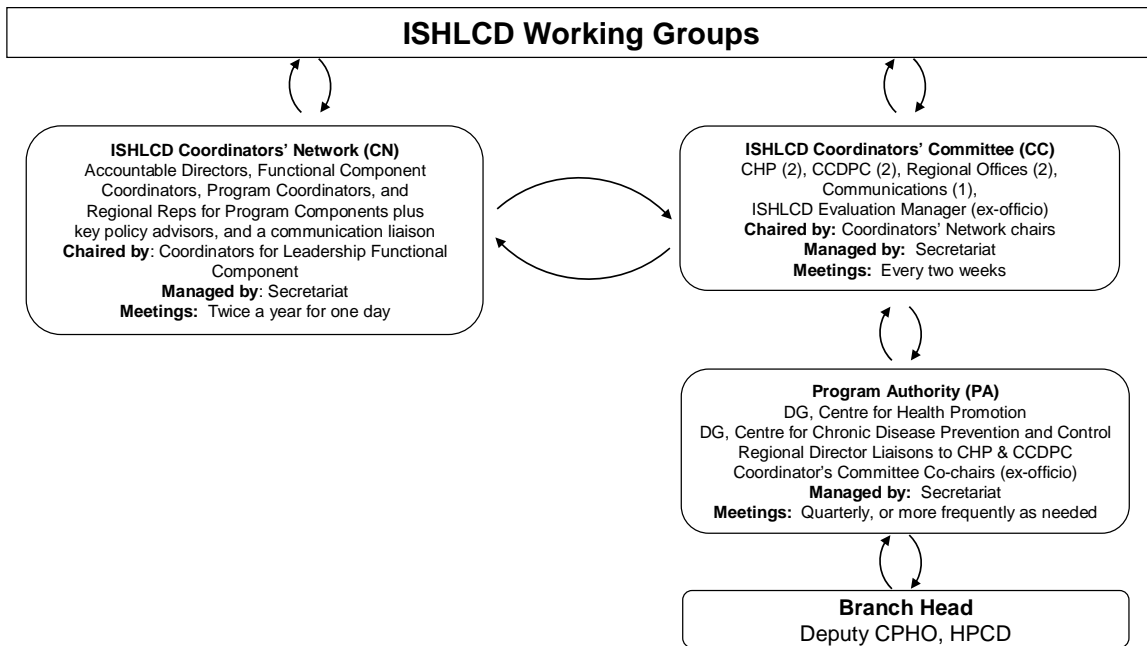 ISHLCD Working Groups
ISHLCD Coordinators' Network (CN)
Accountable Directors, Functional Component
Coordinators, Program Coordinators, and
Regional Reps for Program Components plus
key policy advisors, and a communication liaison
Chaired by: Coordinators for Leadership Functional
Component
Managed by: Secretariat
Meetings: Twice a year for one day
ISHLCD Coordinators' Committee (CC)
CHP (2), CCDPC (2), Regional Offices (2),
Communications (1),
ISHLCD Evaluation Manager (ex-officio)
Chaired by: Coordinators' Network chairs
Managed by: Secretariat
Meetings: Every two weeks
Program Authority (PA)
DG, Centre for Health Promotion
DG, Centre for Chronic Disease Prevention and Control
Regional Director Liaisons to CHP & CCDPC
Coordinator's Committee Co-chairs (ex-officio)
Managed by: Secretariat
Meetings: Quarterly, or more frequently as needed
Branch Head
Deputy CPHO, HPCD